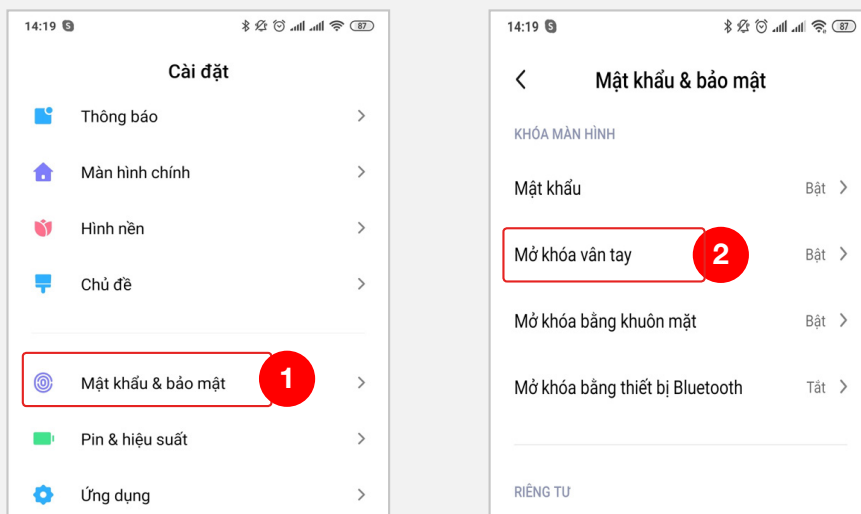 14:19 S 87
Cài đặt
Thông báo
Màn hình chính
Hình nền
Chủ đề
Mật khẩu & bảo mật 1
Pin & hiệu suất
Ứng dụng
14:19 S 87
Mật khẩu & bảo mật
KHÓA MÀN HÌNH
Mật khẩu Bật
Mở khóa vân tay 2 Bật
Mở khóa bằng khuôn mặt Bật
Mở khóa bằng thiết bị Bluetooth Tắt
RIÊNG TƯ